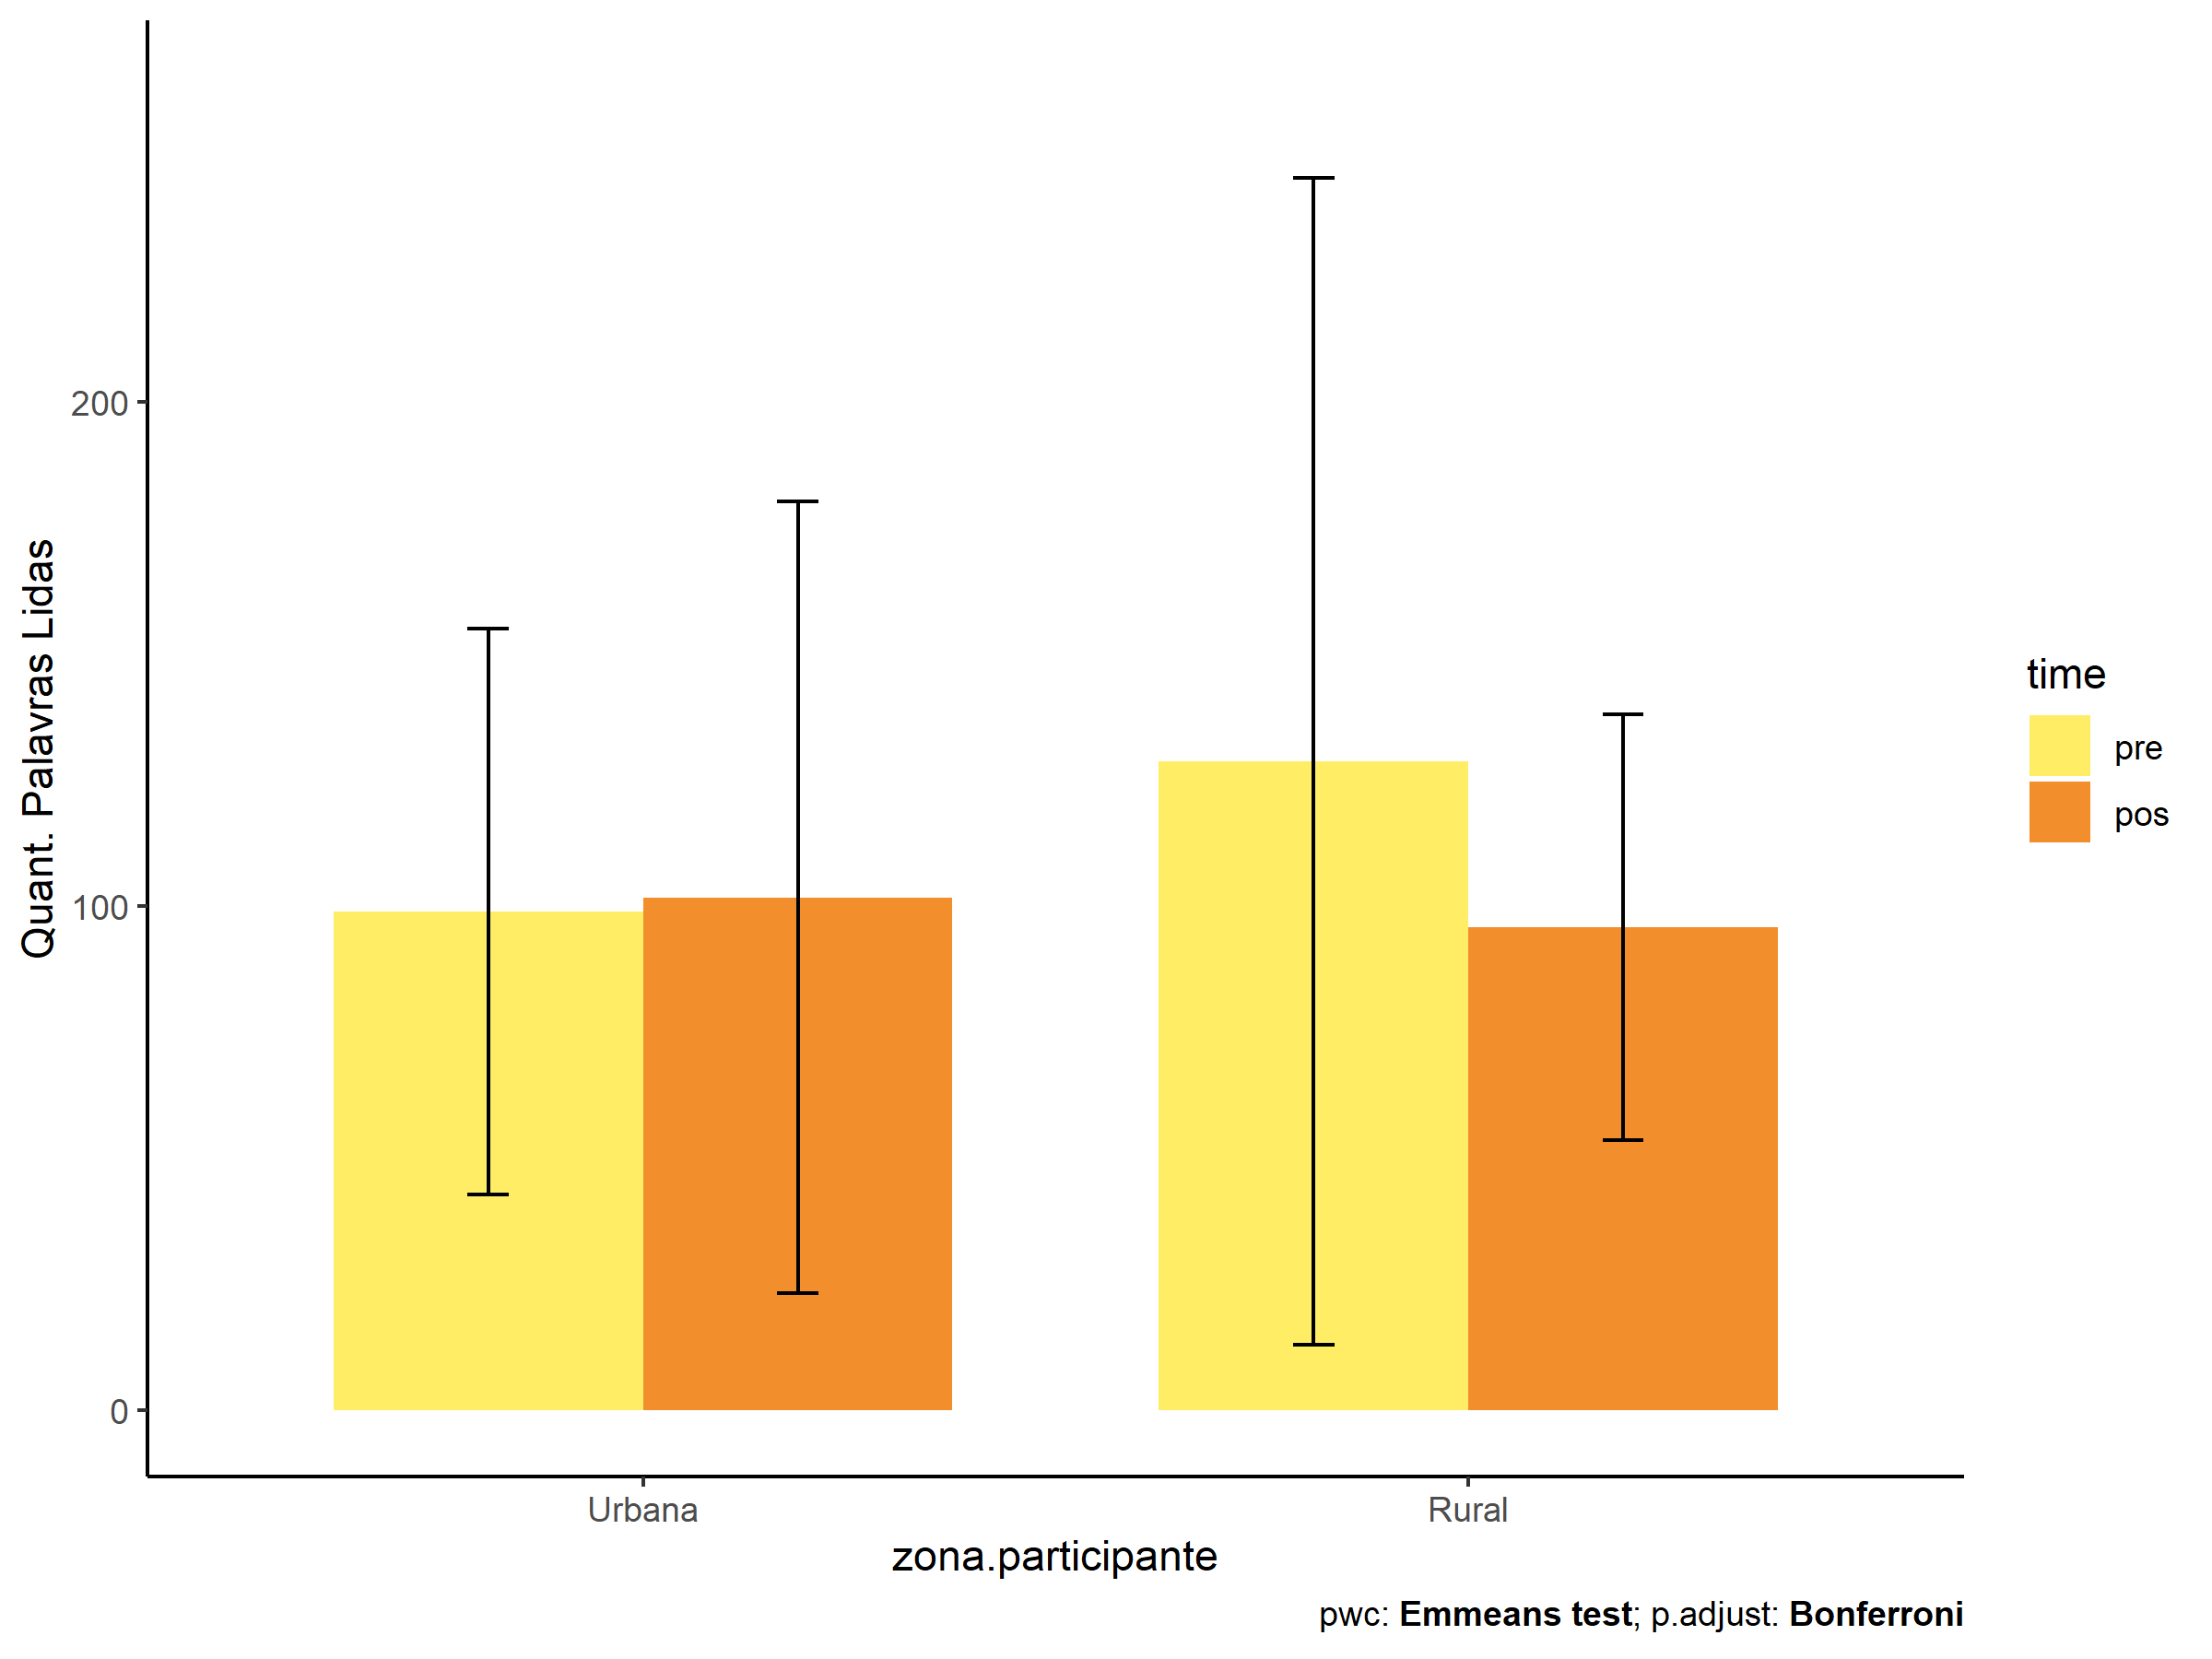 Quant. Palavras Lidas
200
100
0
Urbana
Rural
zona.participante
time
pre
pos
pwc: Emmeans test; p.adjust: Bonferroni